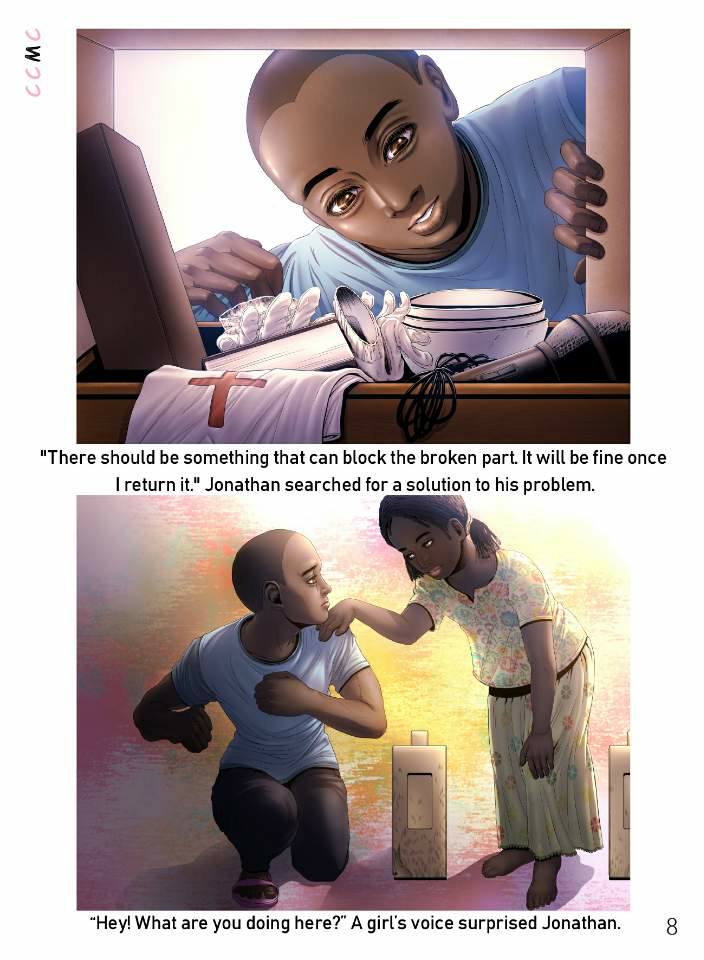 CCMC
"There should be something that can block the broken part. It will be fine once
I return it." Jonathan searched for a solution to his problem.
“Hey! What are you doing here?” A girl’s voice surprised Jonathan.
8